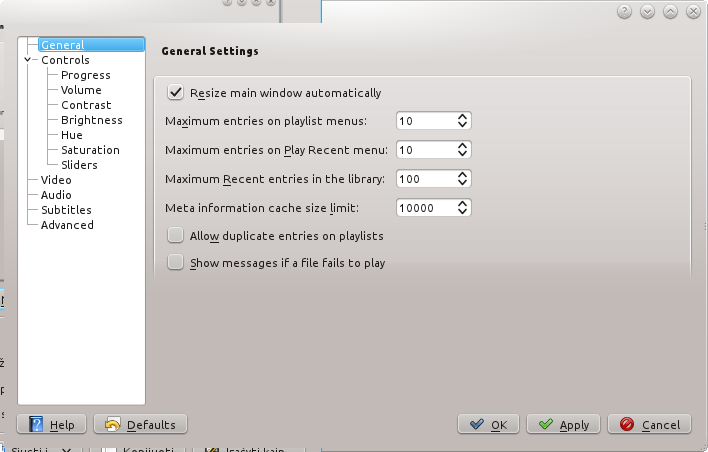 General
Controls
Progress
Volume
Contrast
Brightness
Hue
Saturation
Sliders
Video
Audio
Subtitles
Advanced
General Settings
Resize main window automatically
Maximum entries on playlist menus: 10
Maximum entries on Play Recent menu: 10
Maximum Recent entries in the library: 100
Meta information cache size limit: 10000
Allow duplicate entries on playlists
Show messages if a file fails to play
Help
Defaults
OK
Apply
Cancel